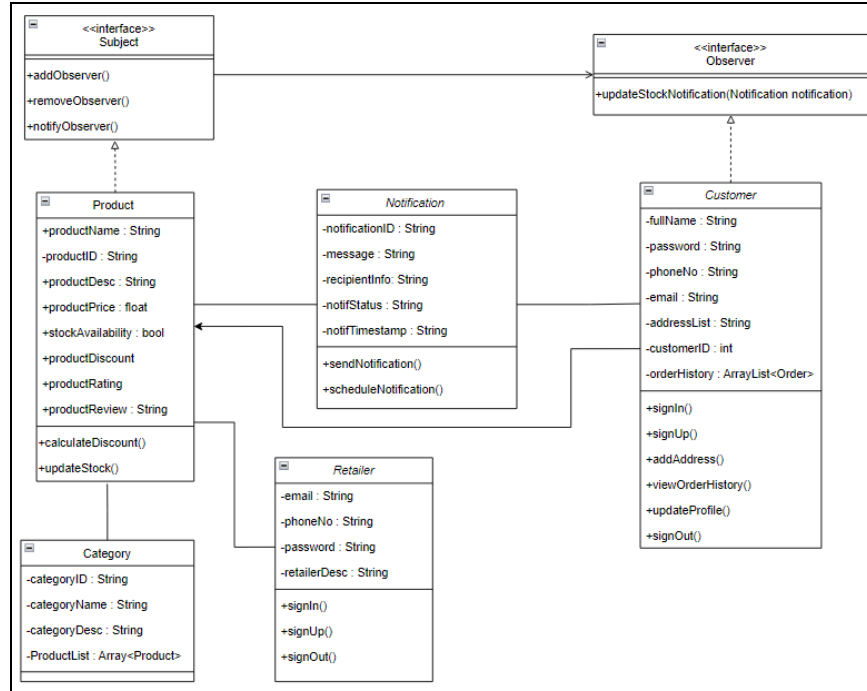 <<interface>>
Subject
+addObserver()
+removeObserver()
+notifyObserver()
<<interface>>
Observer
+updateStockNotification(Notification notification)
Product
+productName : String
-productID : String
+productDesc : String
+productPrice : float
+stockAvailability : bool
+productDiscount
+productRating
+productReview : String
+calculateDiscount()
+updateStock()
Notification
-notificationID : String
-message : String
-recipientInfo: String
-notifStatus : String
-notifTimestamp : String
+sendNotification()
+scheduleNotification()
Customer
-fullName : String
-password : String
-phoneNo : String
-email : String
-addressList : String
-customerID : int
-orderHistory : ArrayList<Order>
+signIn()
+signUp()
+addAddress()
+viewOrderHistory()
+updateProfile()
+signOut()
Retailer
-email : String
-phoneNo : String
-password : String
-retailerDesc : String
+signIn()
+signUp()
+signOut()
Category
-categoryID : String
-categoryName : String
-categoryDesc : String
-ProductList : Array<Product>